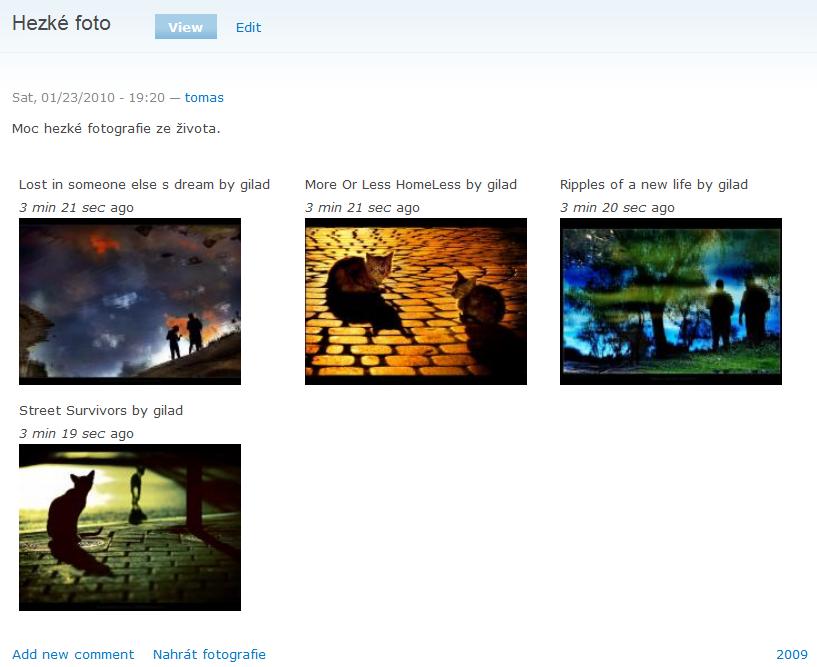 Hezké foto View Edit
Sat, 01/23/2010 - 19:20 — tomas
Moc hezké fotografie ze života.
Lost in someone else s dream by gilad
3 min 21 sec ago
More Or Less HomeLess by gilad
3 min 21 sec ago
Ripples of a new life by gilad
3 min 20 sec ago
Street Survivors by gilad
3 min 19 sec ago
Add new comment Nahrát fotografie 2009